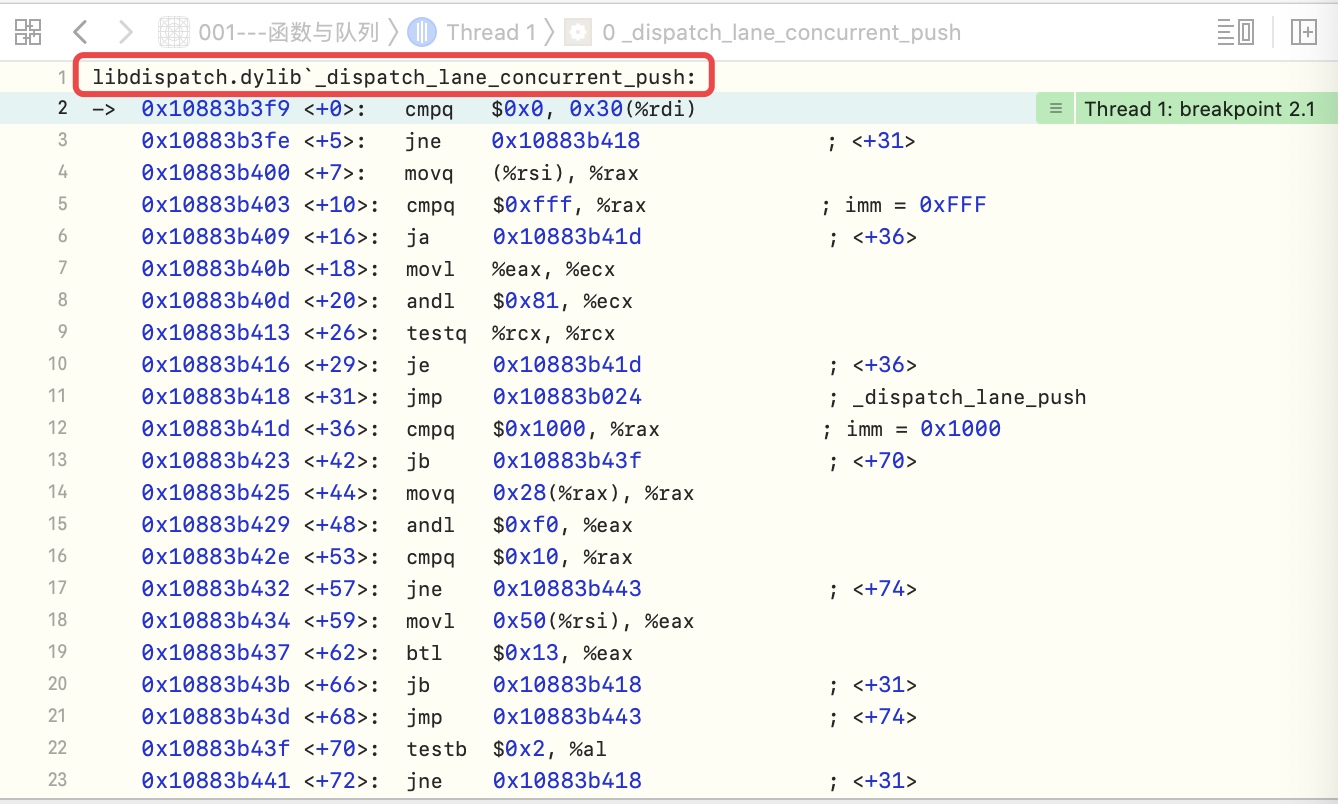 001---函数与队列 Thread 1 0 _dispatch_lane_concurrent_push
1 libdispatch.dylib`_dispatch_lane_concurrent_push:
2 -> 0x10883b3f9 <+0>: cmpq $0x0, 0x30(%rdi) Thread 1: breakpoint 2.1
3 0x10883b3fe <+5>: jne 0x10883b418 ; <+31>
4 0x10883b400 <+7>: movq (%rsi), %rax
5 0x10883b403 <+10>: cmpq $0xfff, %rax ; imm = 0xFFF
6 0x10883b409 <+16>: ja 0x10883b41d ; <+36>
7 0x10883b40b <+18>: movl %eax, %ecx
8 0x10883b40d <+20>: andl $0x81, %ecx
9 0x10883b413 <+26>: testq %rcx, %rcx
10 0x10883b416 <+29>: je 0x10883b41d ; <+36>
11 0x10883b418 <+31>: jmp 0x10883b024 ; _dispatch_lane_push
12 0x10883b41d <+36>: cmpq $0x1000, %rax ; imm = 0x1000
13 0x10883b423 <+42>: jb 0x10883b43f ; <+70>
14 0x10883b425 <+44>: movq 0x28(%rax), %rax
15 0x10883b429 <+48>: andl $0xf0, %eax
16 0x10883b42e <+53>: cmpq $0x10, %rax
17 0x10883b432 <+57>: jne 0x10883b443 ; <+74>
18 0x10883b434 <+59>: movl 0x50(%rsi), %eax
19 0x10883b437 <+62>: btl $0x13, %eax
20 0x10883b43b <+66>: jb 0x10883b418 ; <+31>
21 0x10883b43d <+68>: jmp 0x10883b443 ; <+74>
22 0x10883b43f <+70>: testb $0x2, %al
23 0x10883b441 <+72>: jne 0x10883b418 ; <+31>